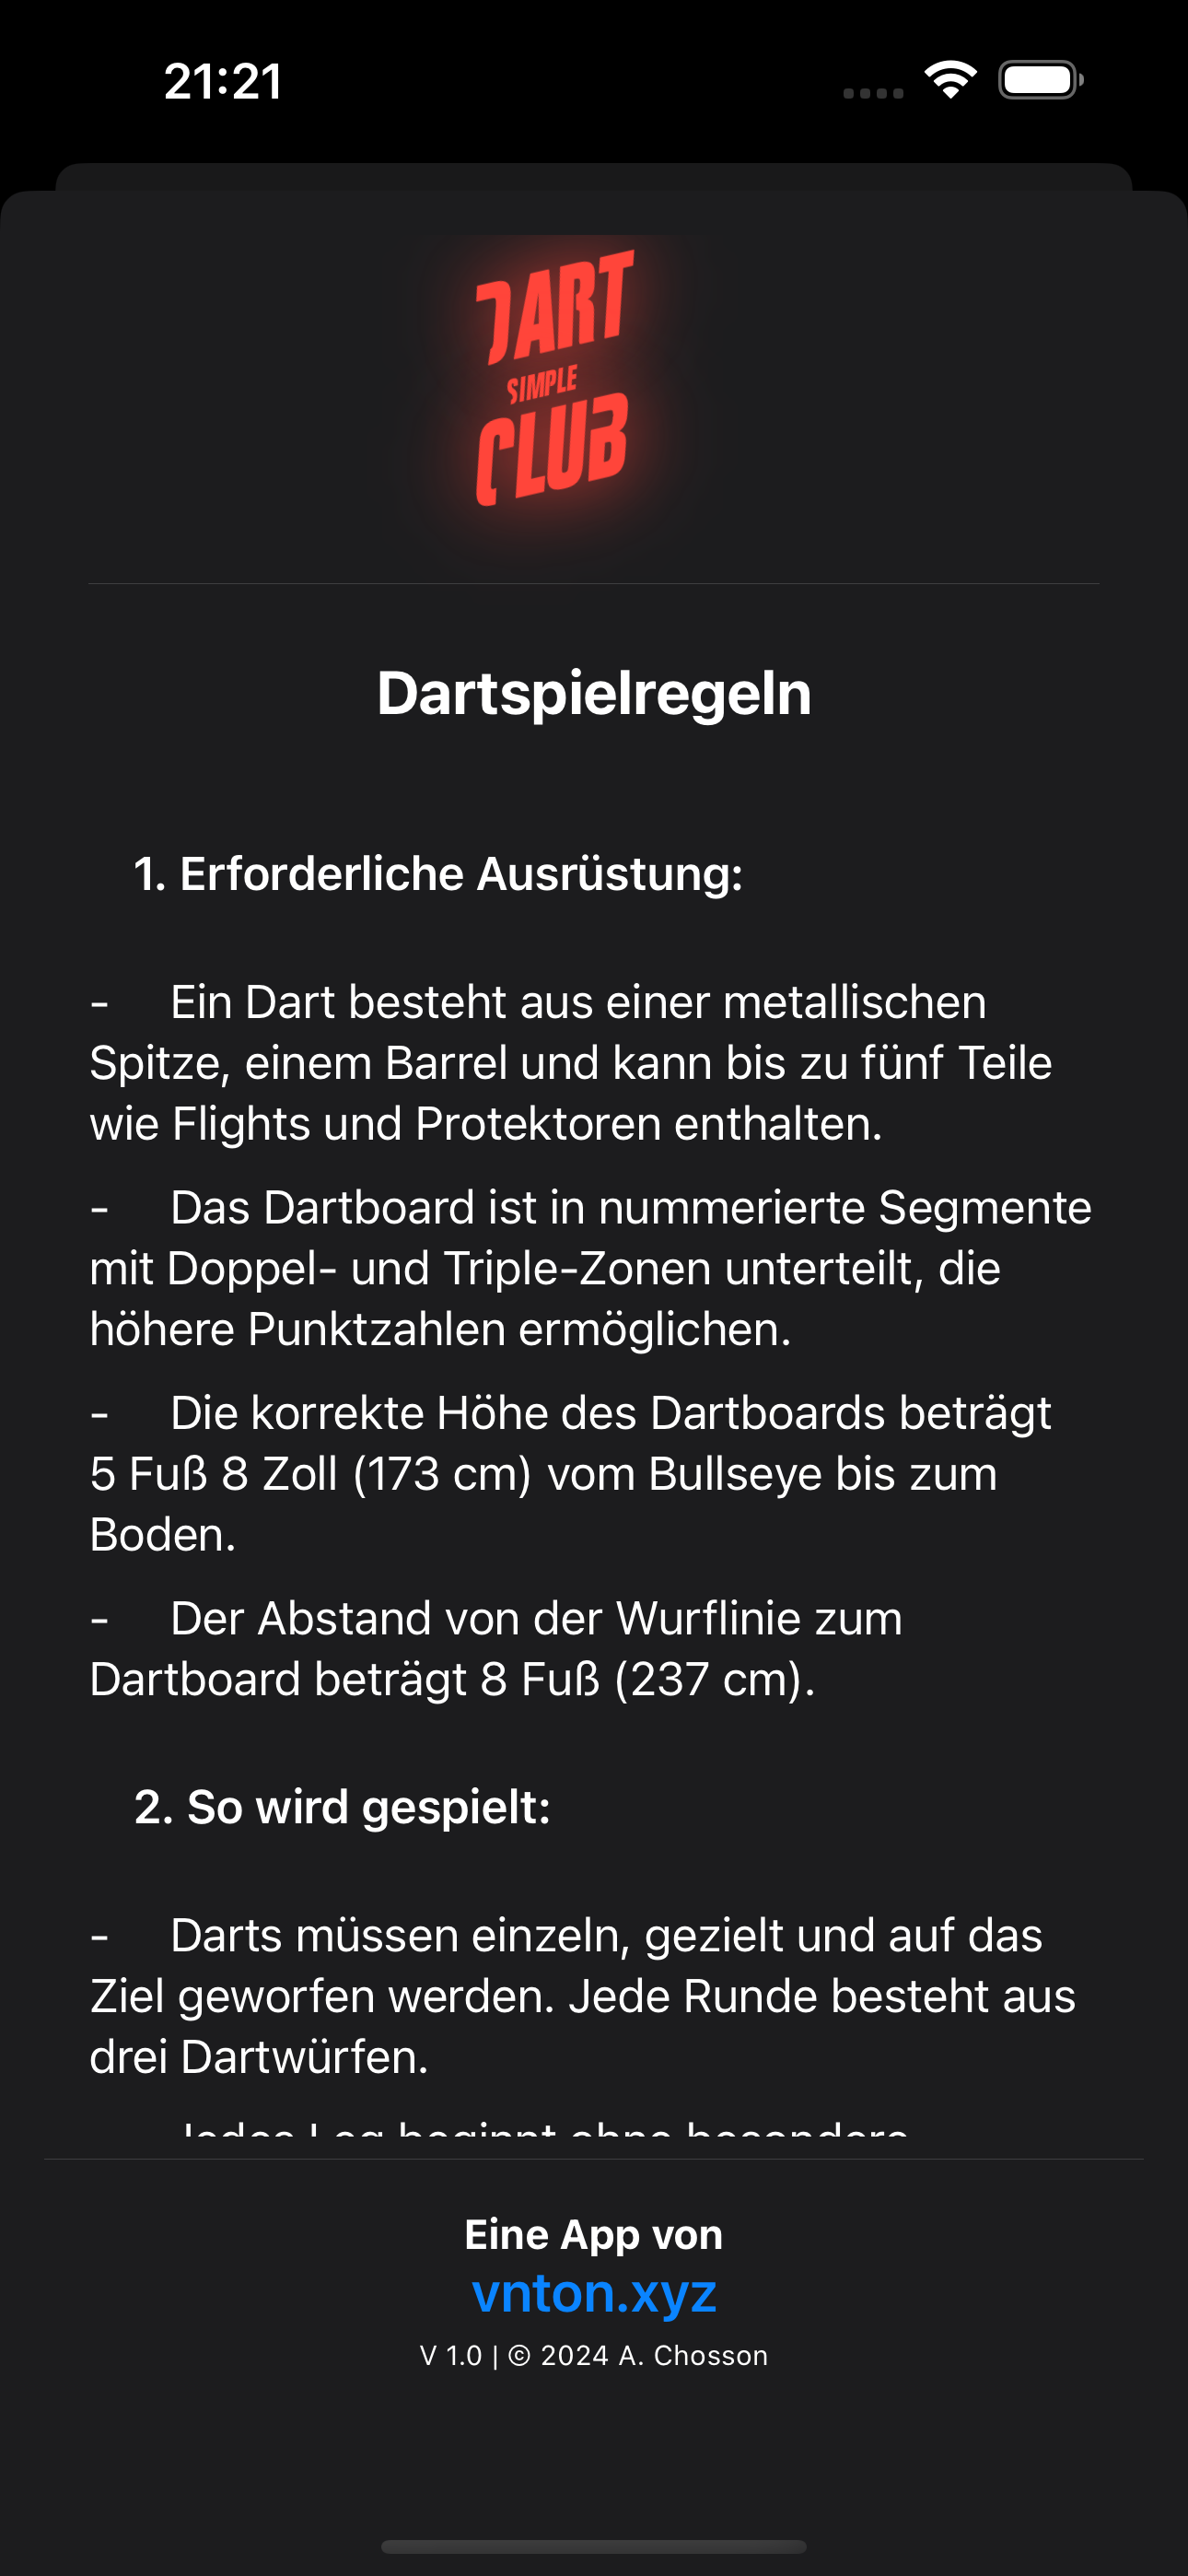 21:21
DART
SIMPLE
CLUB
Dartspielregeln
1. Erforderliche Ausrüstung:
- Ein Dart besteht aus einer metallischen
Spitze, einem Barrel und kann bis zu fünf Teile
wie Flights und Protektoren enthalten.
- Das Dartboard ist in nummerierte Segmente
mit Doppel- und Triple-Zonen unterteilt, die
höhere Punktzahlen ermöglichen.
- Die korrekte Höhe des Dartboards beträgt
5 Fuß 8 Zoll (173 cm) vom Bullseye bis zum
Boden.
- Der Abstand von der Wurflinie zum
Dartboard beträgt 8 Fuß (237 cm).
2. So wird gespielt:
- Darts müssen einzeln, gezielt und auf das
Ziel geworfen werden. Jede Runde besteht aus
drei Dartwürfen.
Jedes Leg beginnt ohne besondere
Eine App von
vnton.xyz
V 1.0 | © 2024 A. Chosson